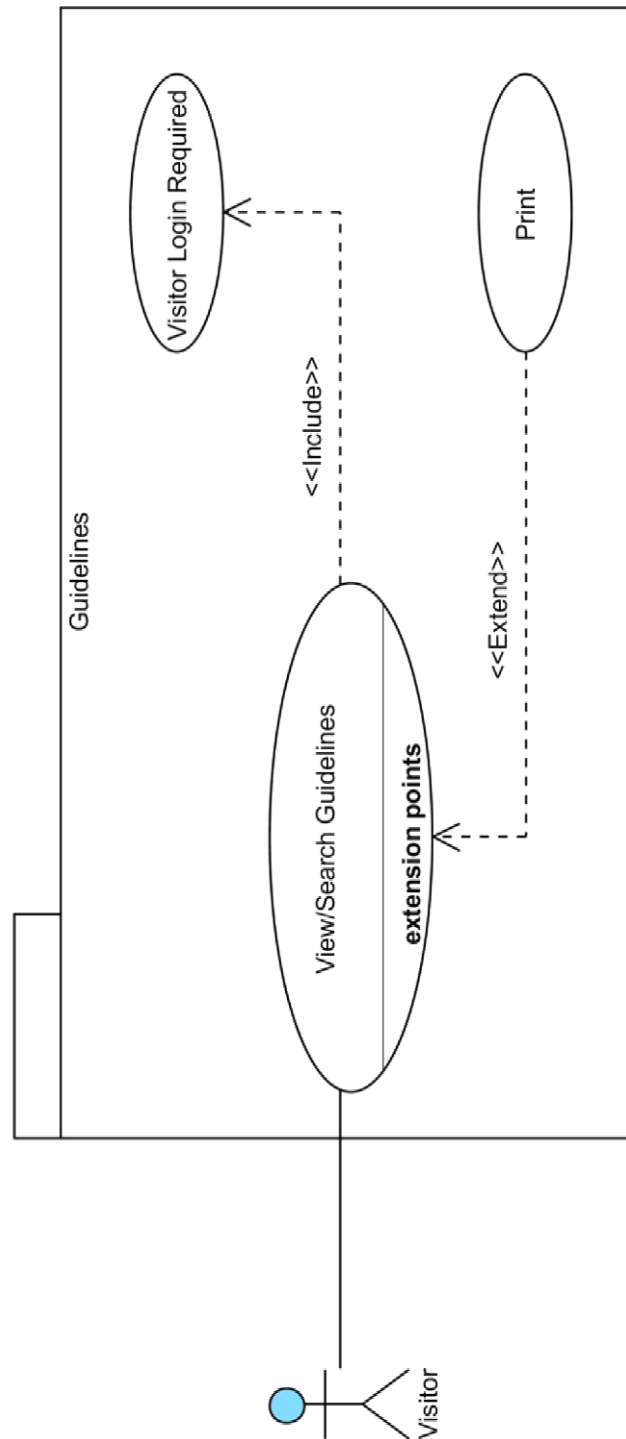 Guidelines
Visitor Login Required
<<Include>>
View/Search Guidelines
extension points
<<Extend>>
Print
Visitor